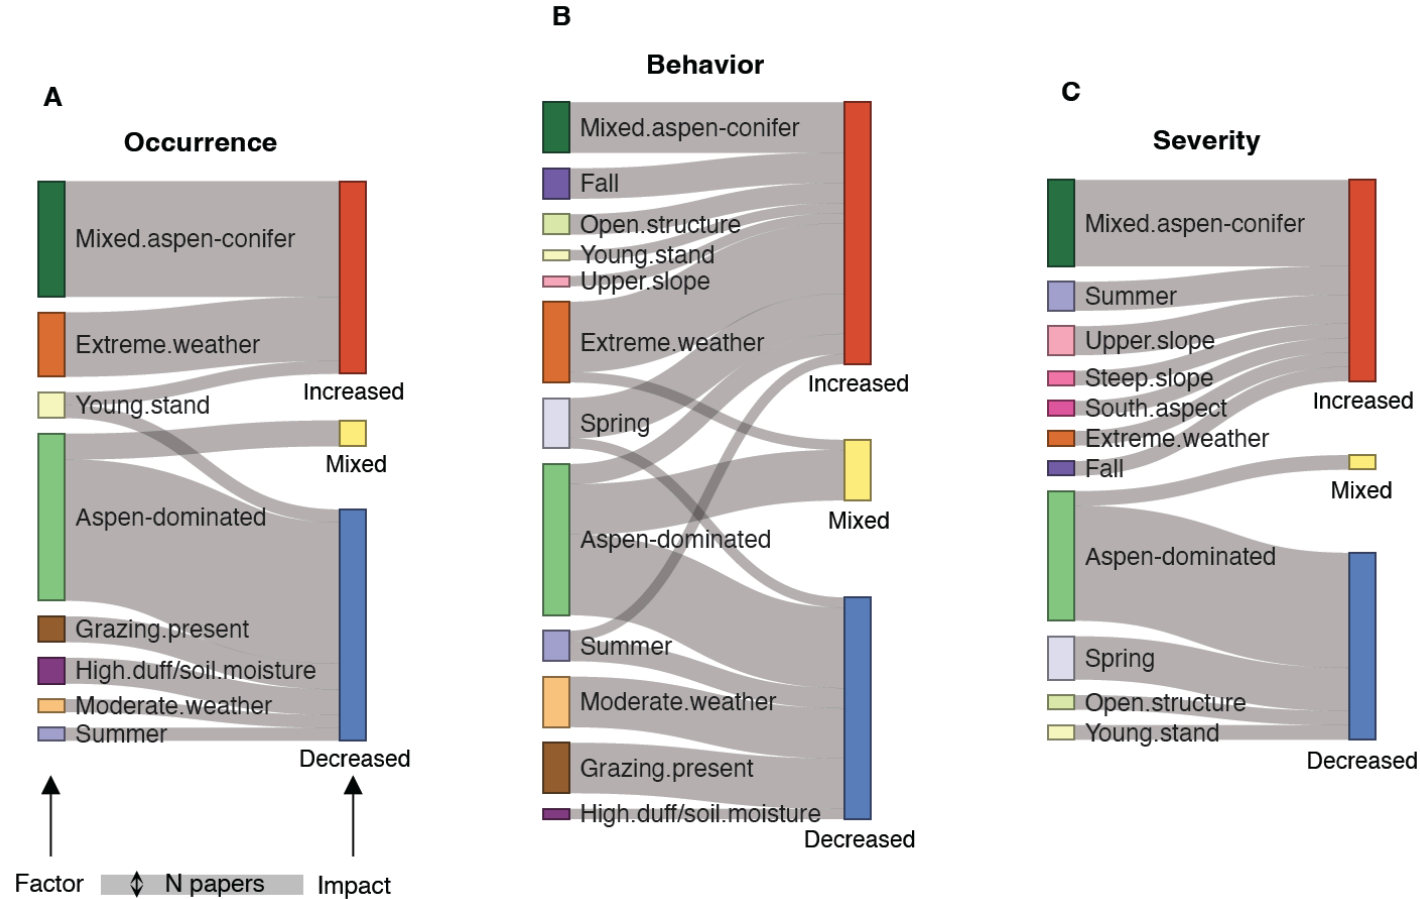 A
Occurrence
Mixed.aspen-conifer
Extreme.weather
Young.stand
Aspen-dominated
Grazing.present
High.duff/soil.moisture
Moderate.weather
Summer
Increased
Mixed
Decreased
Factor
N papers
Impact
B
Behavior
Mixed.aspen-conifer
Fall
Open.structure
Young.stand
Upper.slope
Extreme.weather
Spring
Aspen-dominated
Summer
Moderate.weather
Grazing.present
High.duff/soil.moisture
Increased
Mixed
Decreased
C
Severity
Mixed.aspen-conifer
Summer
Upper.slope
Steep.slope
South.aspect
Extreme.weather
Fall
Aspen-dominated
Spring
Open.structure
Young.stand
Increased
Mixed
Decreased